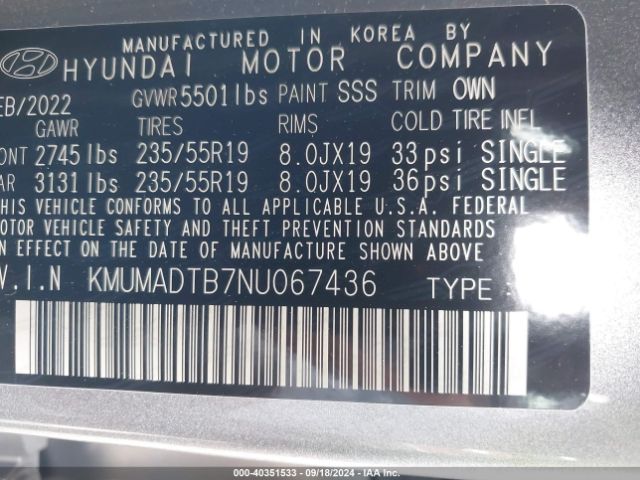 MANUFACTURED IN KOREA BY
HYUNDAI MOTOR COMPANY
EB/2022 GVWR 5501lbs PAINT SSS TRIM OWN
GAWR TIRES RIMS COLD TIRE INFL
ONT 2745lbs 235/55R19 8.0JX19 33psi SINGLE
AR 3131lbs 235/55R19 8.0JX19 36psi SINGLE
THIS VEHICLE CONFORMS TO ALL APPLICABLE U.S.A. FEDERAL
OTOR VEHICLE SAFETY AND THEFT PREVENTION STANDARDS
N EFFECT ON THE DATE OF MANUFACTURE SHOWN ABOVE
V.I.N KMUMADTB7NU067436 TYPE :
000-40351533 - 09/18/2024 - IAA Inc.